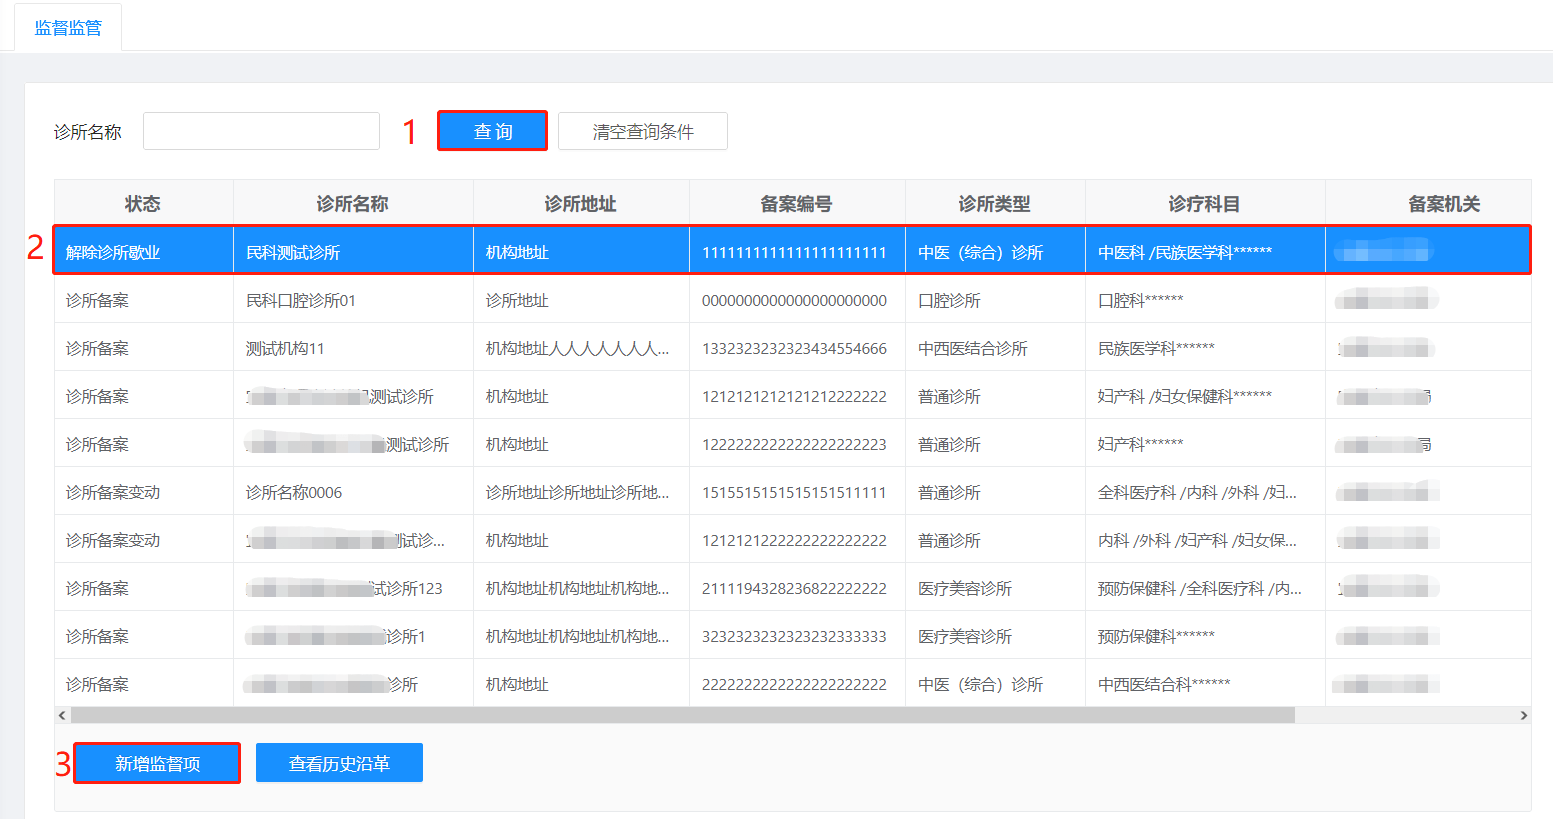 监督监管
诊所名称 1 查询 清空查询条件
状态 诊所名称 诊所地址 备案编号 诊所类型 诊疗科目 备案机关
2 解除诊所歇业 民科测试诊所 机构地址 1111111111111111111111 中医（综合）诊所 中医科 /民族医学科******
诊所备案 民科口腔诊所01 诊所地址 0000000000000000000000 口腔诊所 口腔科******
诊所备案 测试机构11 机构地址人人人人人人人... 1332323232323434554666 中西医结合诊所 民族医学科******
诊所备案 测试诊所 机构地址 1212121212121212222222 普通诊所 妇产科 /妇女保健科****** 局
诊所备案 测试诊所 机构地址 1222222222222222222223 普通诊所 妇产科****** 局
诊所备案变动 诊所名称0006 诊所地址诊所地址诊所地... 1515515151515151511111 普通诊所 全科医疗科 /内科 /外科 /妇...
诊所备案变动 测试诊... 机构地址 1212121222222222222222 普通诊所 内科 /外科 /妇产科 /妇女保...
诊所备案 试诊所123 机构地址机构地址机构地... 2111194328236822222222 医疗美容诊所 预防保健科 /全科医疗科 /内...
诊所备案 诊所1 机构地址机构地址机构地... 3232323232323232333333 医疗美容诊所 预防保健科******
诊所备案 诊所 机构地址 2222222222222222222222 中医（综合）诊所 中西医结合科******
3 新增监督项 查看历史沿革